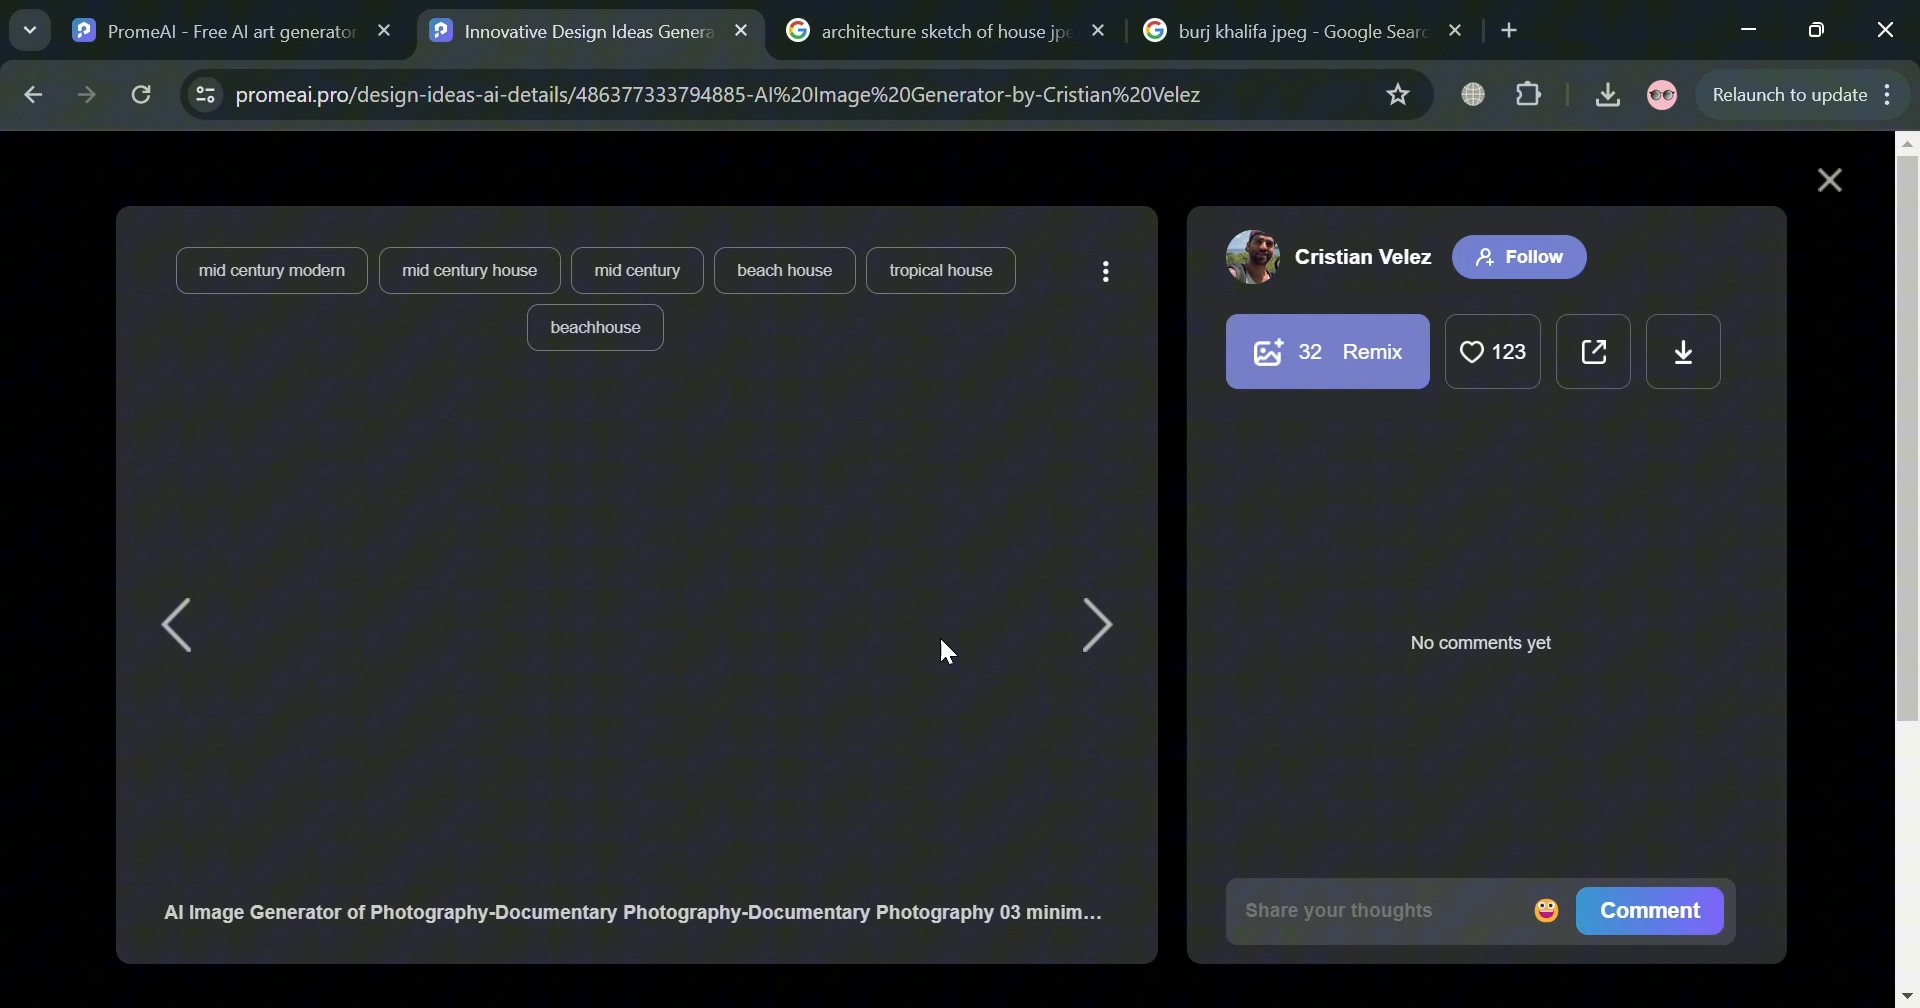 PromeAI - Free AI art generator
Innovative Design Ideas Genera
architecture sketch of house jpe
burj khalifa jpeg - Google Searc
promeai.pro/design-ideas-ai-details/486377333794885-AI%20Image%20Generator-by-Cristian%20Velez
Relaunch to update
mid century modern
mid century house
mid century
beach house
tropical house
beachhouse
AI Image Generator of Photography-Documentary Photography-Documentary Photography 03 minim...
Cristian Velez
Follow
32 Remix
123
No comments yet
Share your thoughts
Comment